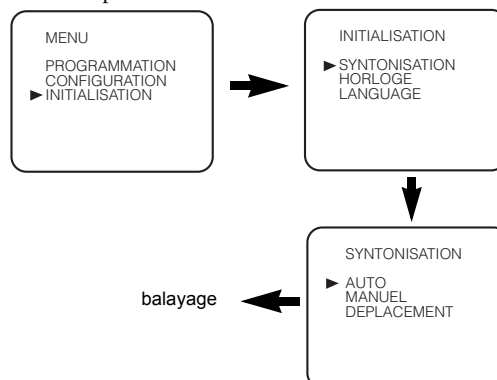 MENU
PROGRAMMATION
CONFIGURATION
INITIALISATION
INITIALISATION
SYNTONISATION
HORLOGE
LANGUAGE
SYNTONISATION
AUTO
MANUEL
DEPLACEMENT
balayage